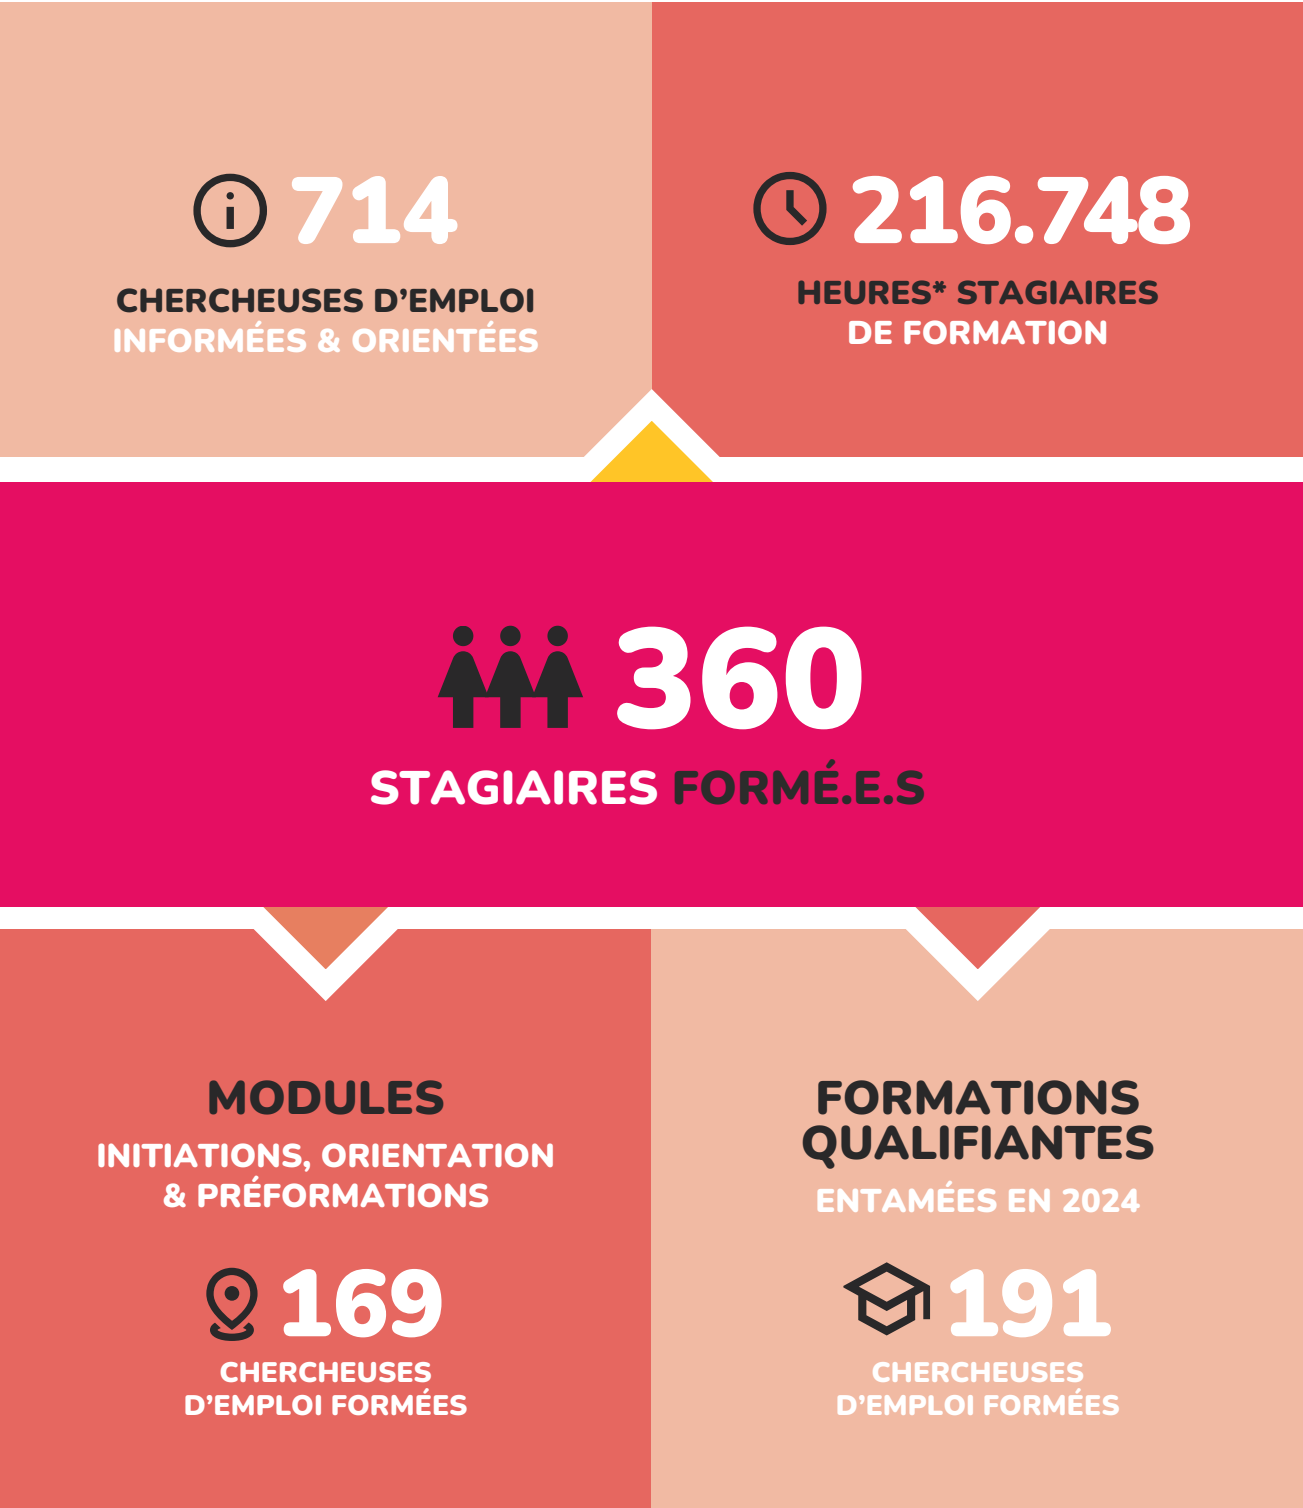 714
CHERCHEUSES D’EMPLOI
INFORMÉES & ORIENTÉES
216.748
HEURES* STAGIAIRES
DE FORMATION
360
STAGIAIRES FORMÉ.E.S
MODULES
INITIATIONS, ORIENTATION
& PRÉFORMATIONS
169
CHERCHEUSES
D’EMPLOI FORMÉES
FORMATIONS
QUALIFIANTES
ENTAMÉES EN 2024
191
CHERCHEUSES
D’EMPLOI FORMÉES